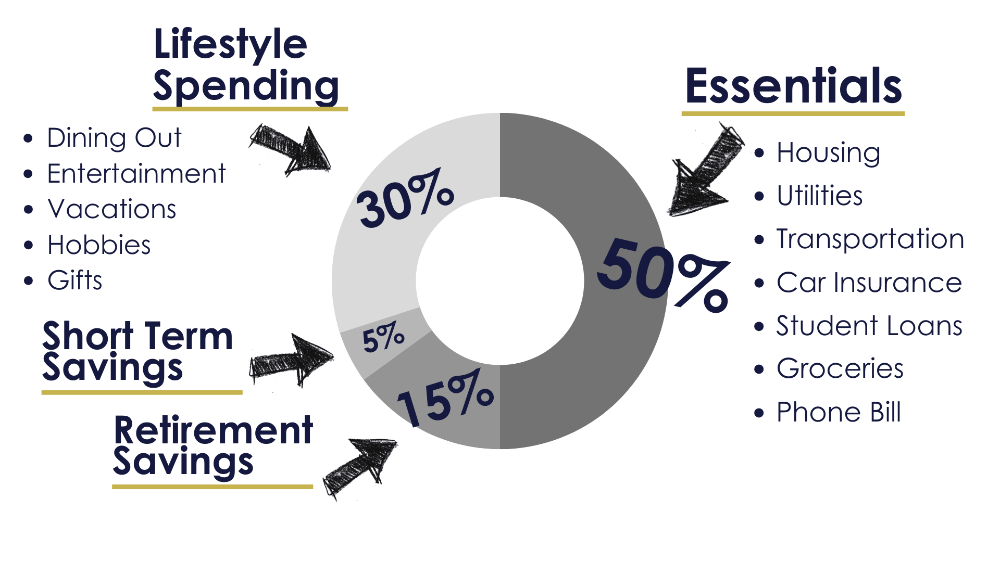 Lifestyle
Spending
• Dining Out
• Entertainment
• Vacations
• Hobbies
• Gifts
Short Term
Savings
Retirement
Savings
30%
5%
15%
50%
Essentials
• Housing
• Utilities
• Transportation
• Car Insurance
• Student Loans
• Groceries
• Phone Bill